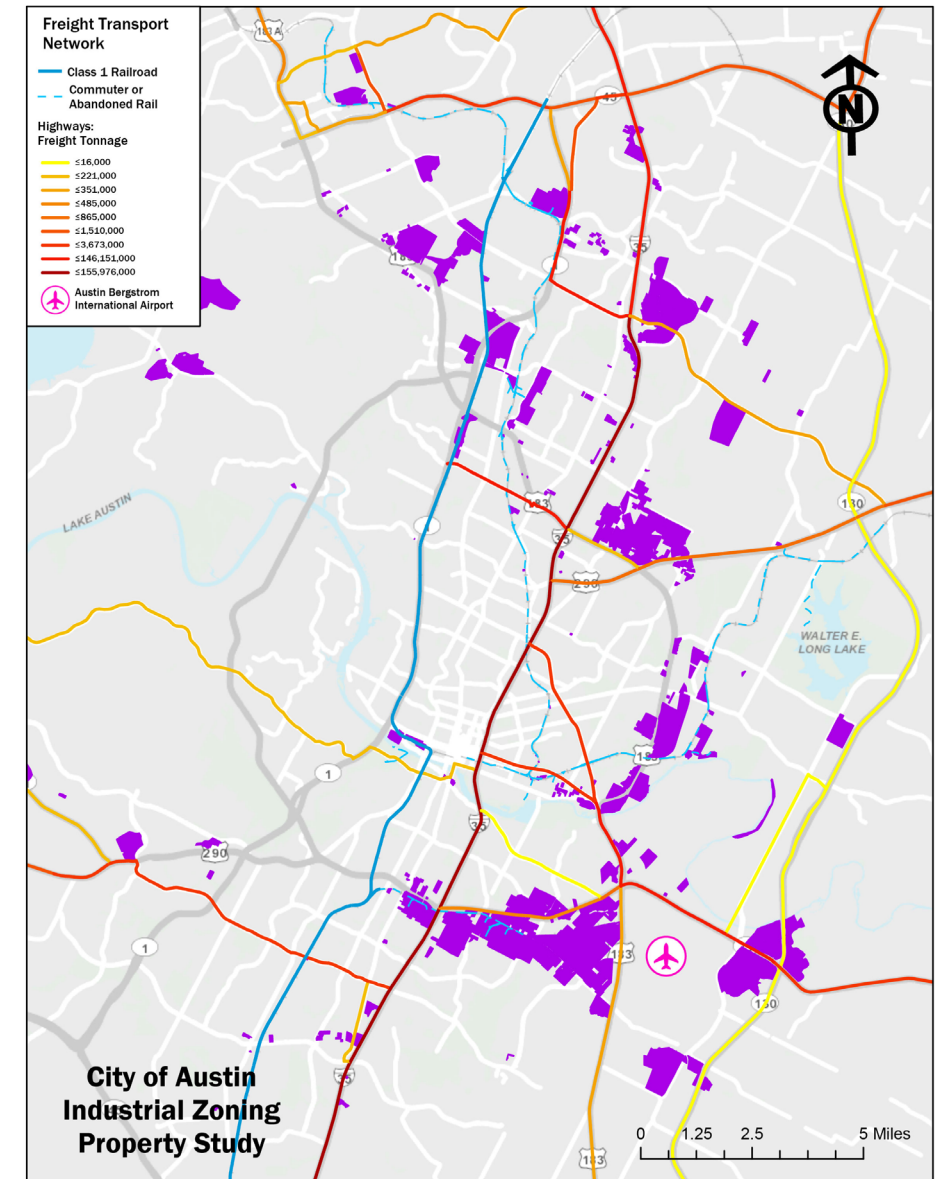 Freight Transport
Network
Class 1 Railroad
Commuter or
Abandoned Rail
Highways:
Freight Tonnage
≤16,000
≤221,000
≤351,000
≤485,000
≤865,000
≤1,510,000
≤3,673,000
≤146,151,000
≤155,976,000
Austin Bergstrom
International Airport
183A
N
45
35
LAKE AUSTIN
183
130
1
35
290
WALTER E.
LONG LAKE
183
1
35
290
1
183
130
35
City of Austin
Industrial Zoning
Property Study
0 1.25 2.5 5 Miles
183